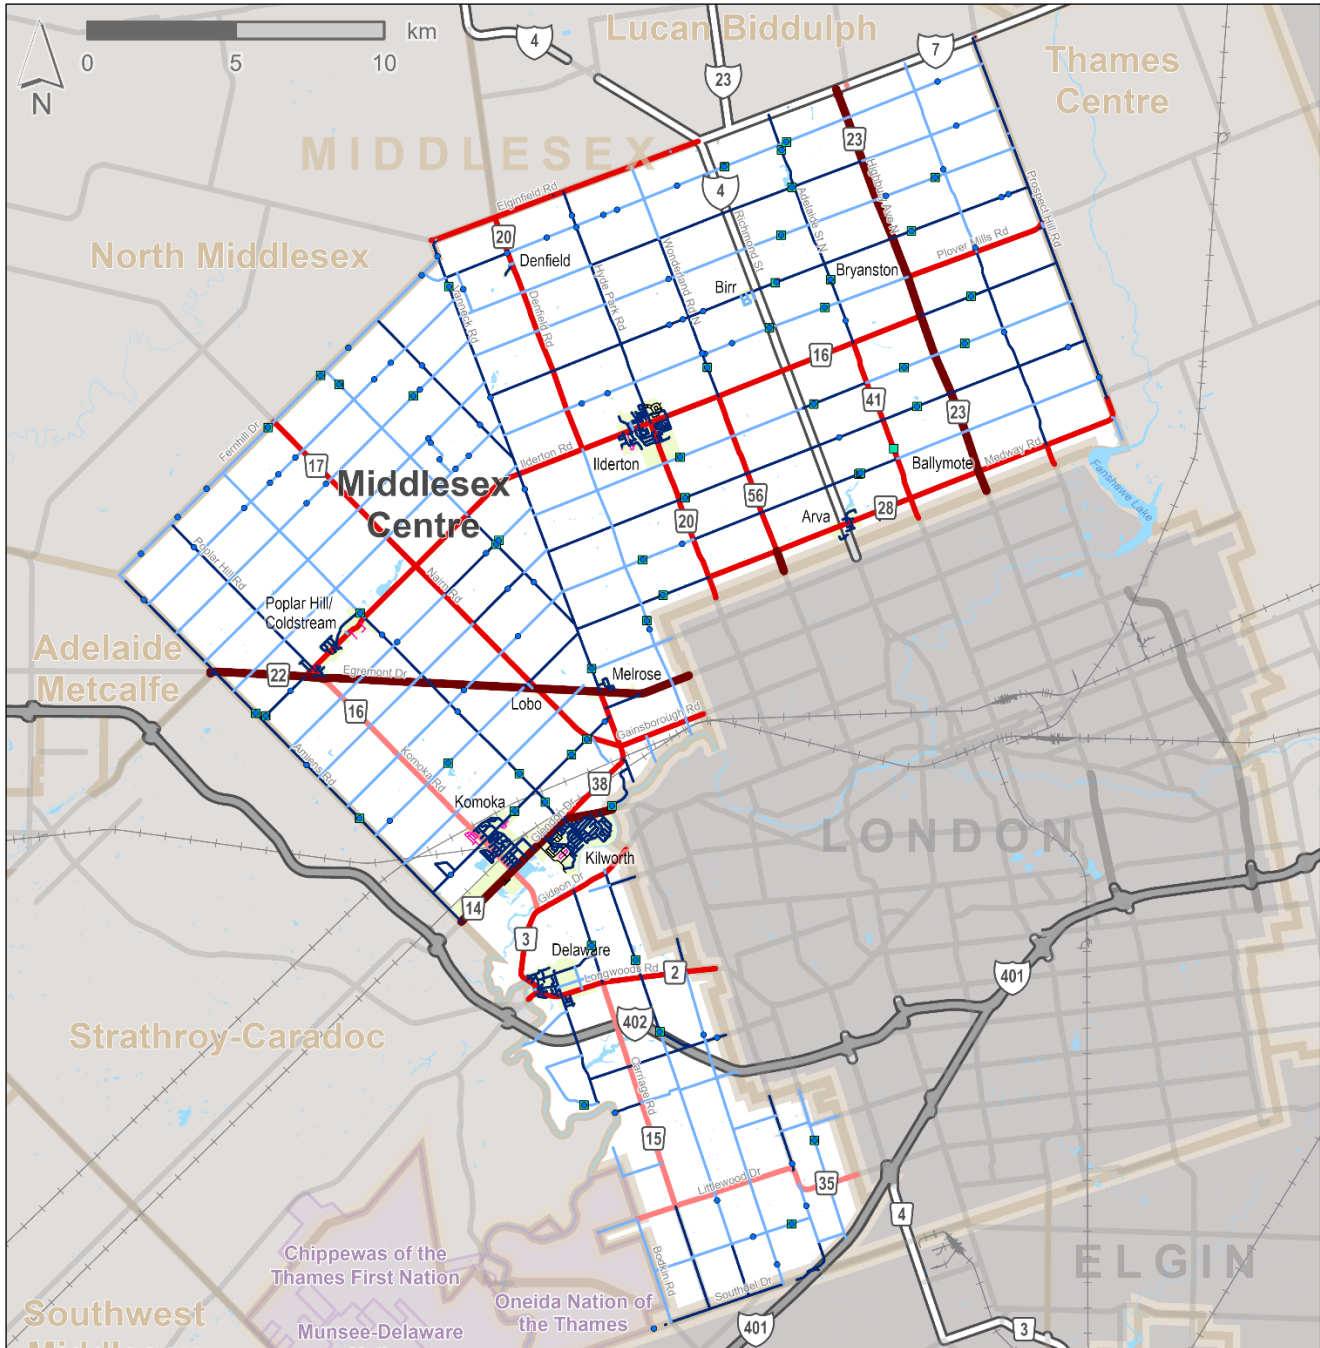 Lucan Biddulph
km
0
5
10
N
4
23
7
Thames
Centre
MIDDLESEX
23
4
Elginfield Rd
20
North Middlesex
Denfield
Highbury Ave N
Prospect Hill Rd
Adelaide St N
Richmond St
Plover Mills Rd
Wonderland Rd N
Hyde Park Rd
Bryanston
Birr
Vanneck Rd
Denfield Rd
16
41
23
Fernhill Dr
17
Ilderton Rd
Ilderton
Ballymote
Medway Rd
Middlesex
Centre
56
Fanshawe Lake
20
Arva
28
Poplar Hill Rd
Nairn Rd
Poplar Hill/
Coldstream
Adelaide
Metcalfe
22
Egremont Dr
Melrose
16
Lobo
Gainsborough Rd
Amiens Rd
Komoka Rd
38
Komoka
Glendon Dr
LONDON
Kilworth
Gideon Dr
14
3
Delaware
Longwoods Rd
2
401
402
Strathroy-Caradoc
Carriage Rd
15
Littlewood Dr
35
4
Chippewas of the
Thames First Nation
Bodkin Rd
ELGIN
Southdel Dr
Oneida Nation of
the Thames
Southwest
Munsee-Delaware
401
3